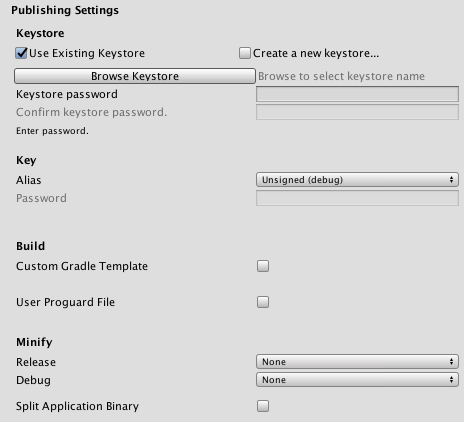 Publishing Settings
Keystore
Use Existing Keystore Create a new keystore...
Browse Keystore Browse to select keystore name
Keystore password
Confirm keystore password.
Enter password.
Key
Alias Unsigned (debug)
Password
Build
Custom Gradle Template
User Proguard File
Minify
Release None
Debug None
Split Application Binary